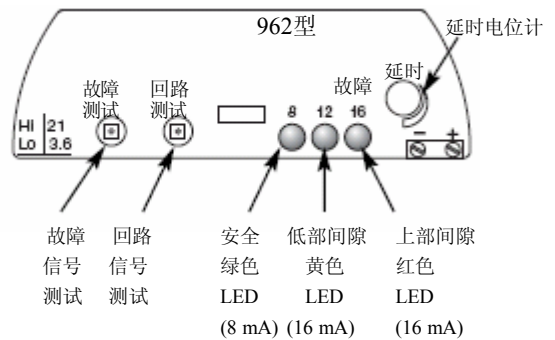 962型
延时电位计
故障
测试
回路
测试
故障
延时
8 12 16
HI 21
Lo 3.6
− +
故障
信号
测试
回路
信号
测试
安全
绿色
LED
(8 mA)
低部间隙
黄色
LED
(16 mA)
上部间隙
红色
LED
(16 mA)